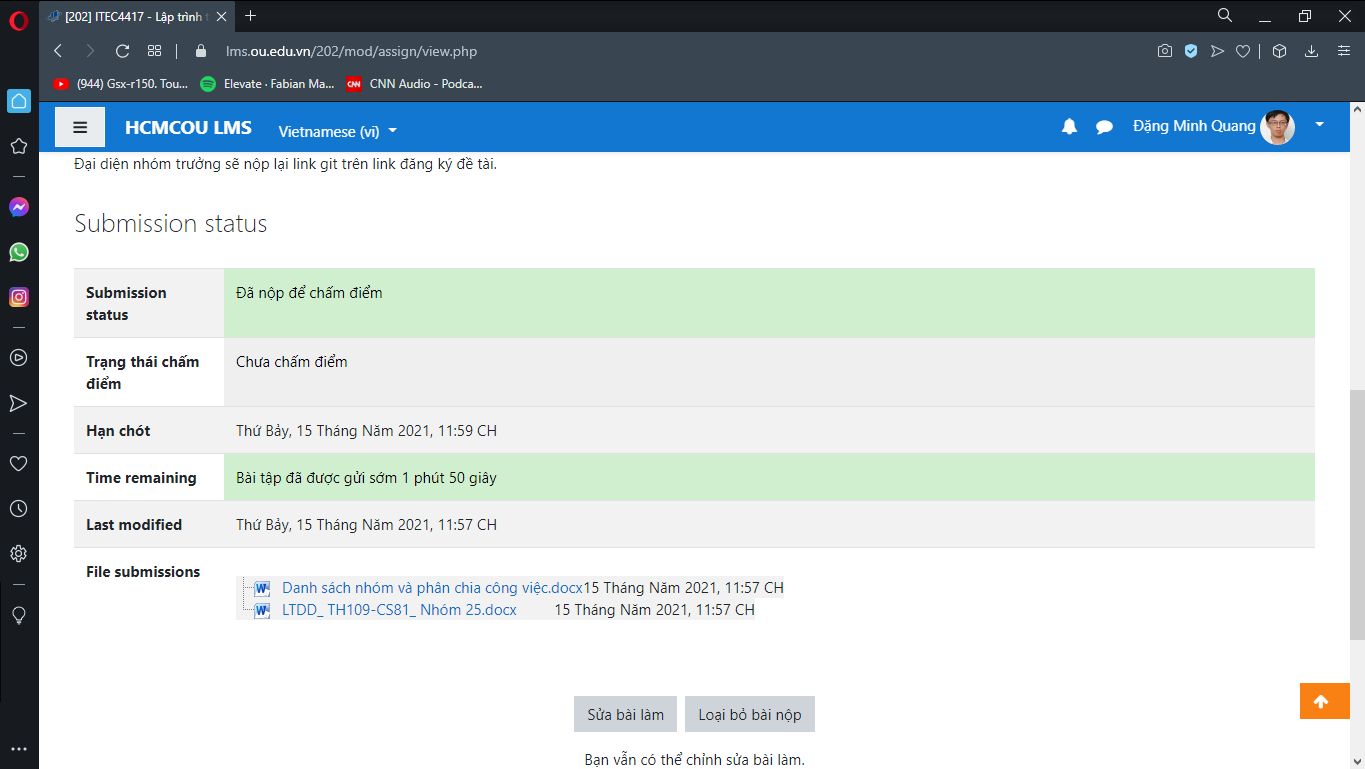 [202] ITEC4417 - Lập trình
lms.ou.edu.vn/202/mod/assign/view.php
(944) Gsx-r150. Tou...
Elevate · Fabian Ma...
CNN
CNN Audio - Podca...
HCMCOU LMS
Vietnamese (vi)
Đặng Minh Quang
Đại diện nhóm trưởng sẽ nộp lại link git trên link đăng ký đề tài.
Submission status
Submission status
Đã nộp để chấm điểm
Trạng thái chấm điểm
Chưa chấm điểm
Hạn chót
Thứ Bảy, 15 Tháng Năm 2021, 11:59 CH
Time remaining
Bài tập đã được gửi sớm 1 phút 50 giây
Last modified
Thứ Bảy, 15 Tháng Năm 2021, 11:57 CH
File submissions
Danh sách nhóm và phân chia công việc.docx 15 Tháng Năm 2021, 11:57 CH
LTDD_ TH109-CS81_ Nhóm 25.docx 15 Tháng Năm 2021, 11:57 CH
Sửa bài làm
Loại bỏ bài nộp
Bạn vẫn có thể chỉnh sửa bài làm.